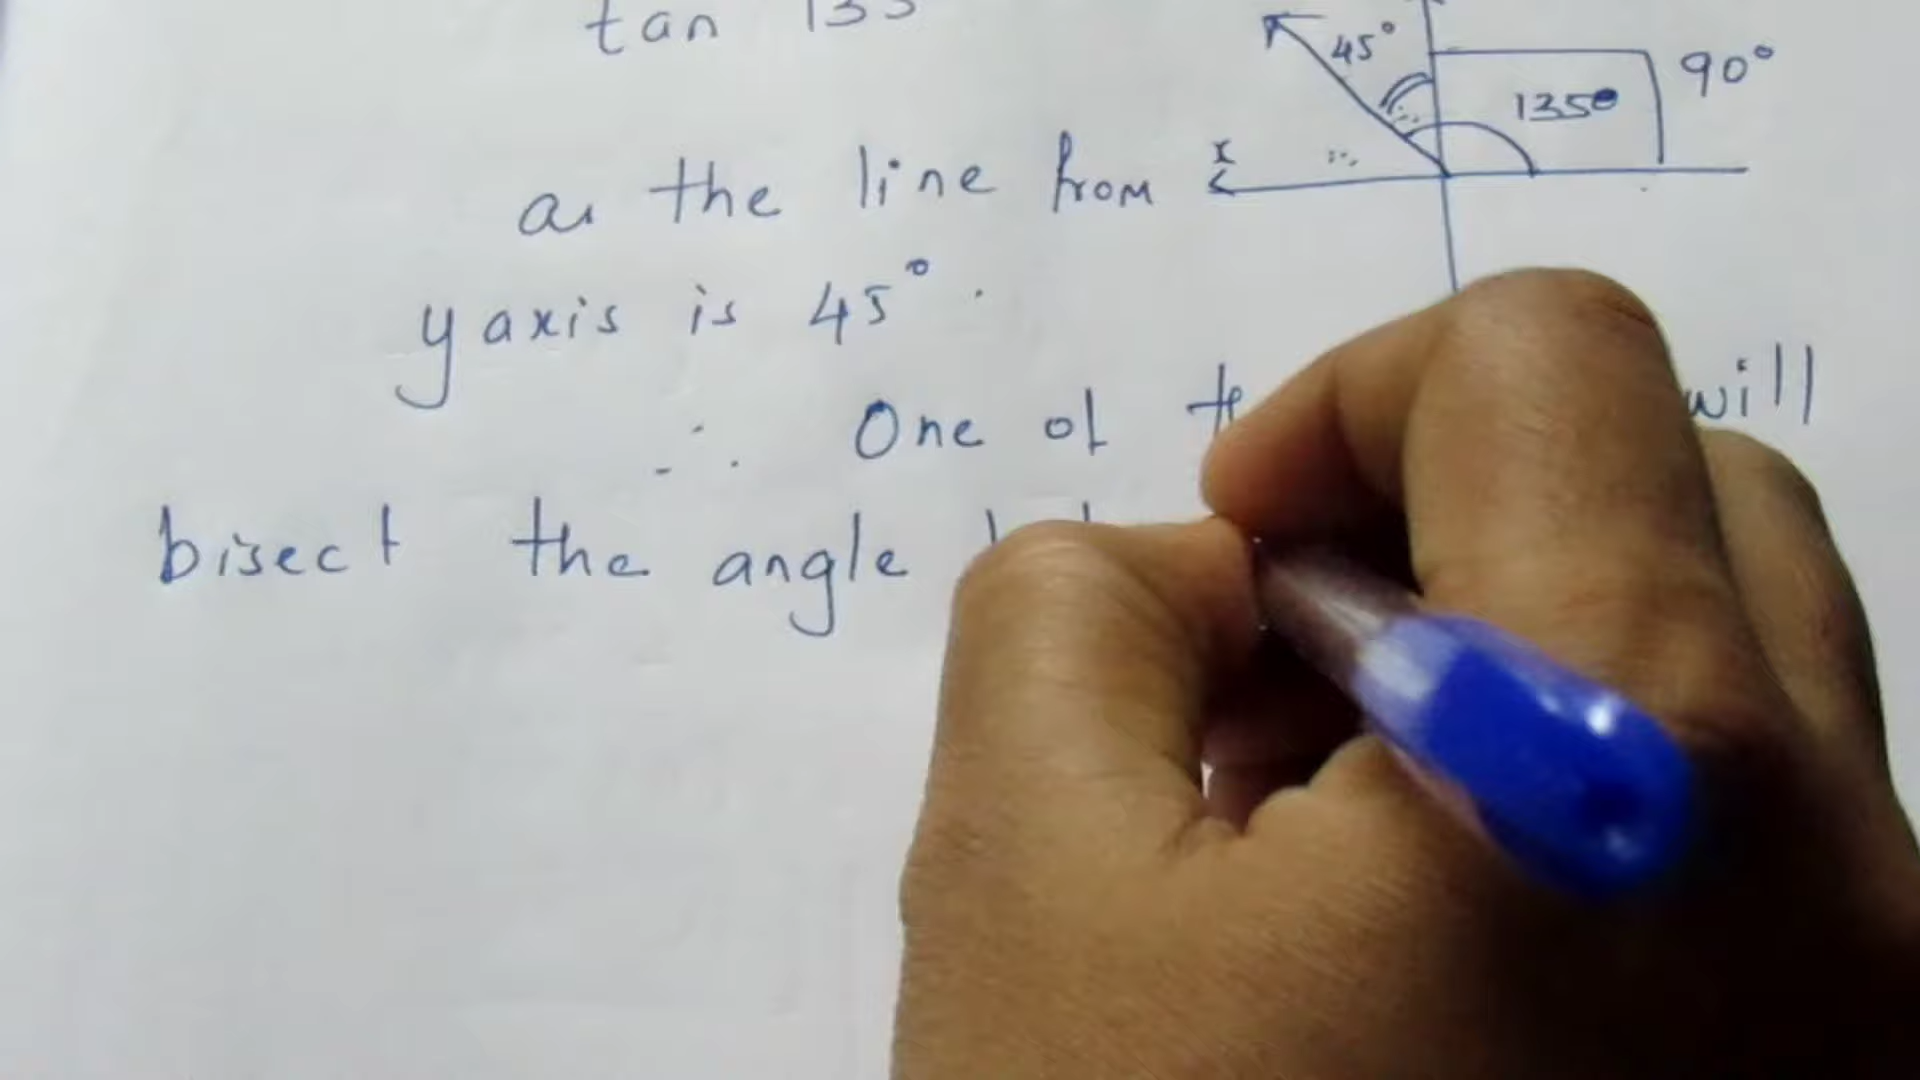 tan 135
45°
90°
135°
as the line from
x
y axis is 45°.
∴ One of will
bisect the angle